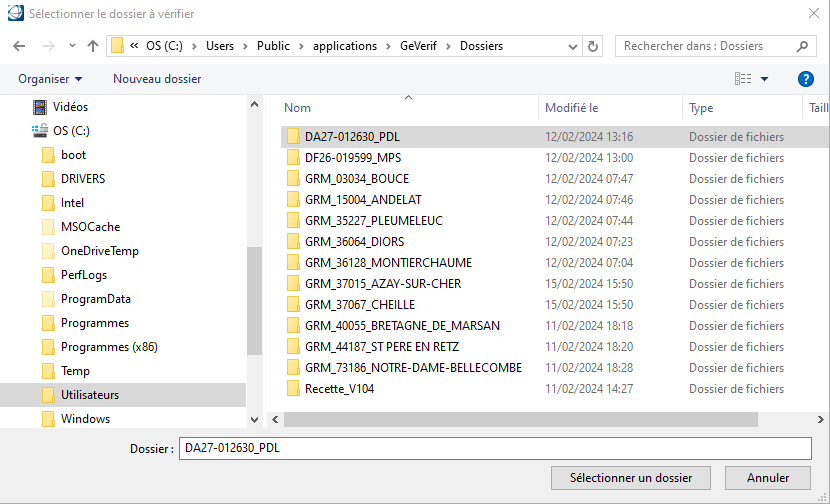 Sélectionner le dossier à vérifier
« OS (C:) > Users > Public > applications > GeVerif > Dossiers
Rechercher dans : Dossiers
Organiser
Nouveau dossier
?
Vidéos
OS (C:)
boot
DRIVERS
Intel
MSOCache
OneDriveTemp
PerfLogs
ProgramData
Programmes
Programmes (x86)
Temp
Utilisateurs
Windows
Nom Modifié le Type Taill
DA27-012630_PDL 12/02/2024 13:16 Dossier de fichiers
DF26-019599_MPS 12/02/2024 13:00 Dossier de fichiers
GRM_03034_BOUCE 12/02/2024 07:47 Dossier de fichiers
GRM_15004_ANDELAT 12/02/2024 07:46 Dossier de fichiers
GRM_35227_PLEUMELEUC 12/02/2024 07:44 Dossier de fichiers
GRM_36064_DIORS 12/02/2024 07:23 Dossier de fichiers
GRM_36128_MONTIERCHAUME 12/02/2024 07:04 Dossier de fichiers
GRM_37015_AZAY-SUR-CHER 15/02/2024 15:50 Dossier de fichiers
GRM_37067_CHEILLE 15/02/2024 15:50 Dossier de fichiers
GRM_40055_BRETAGNE_DE_MARSAN 11/02/2024 18:18 Dossier de fichiers
GRM_44187_ST PERE EN RETZ 11/02/2024 18:20 Dossier de fichiers
GRM_73186_NOTRE-DAME-BELLECOMBE 11/02/2024 18:28 Dossier de fichiers
Recette_V104 11/02/2024 14:27 Dossier de fichiers
Dossier : DA27-012630_PDL
Sélectionner un dossier
Annuler